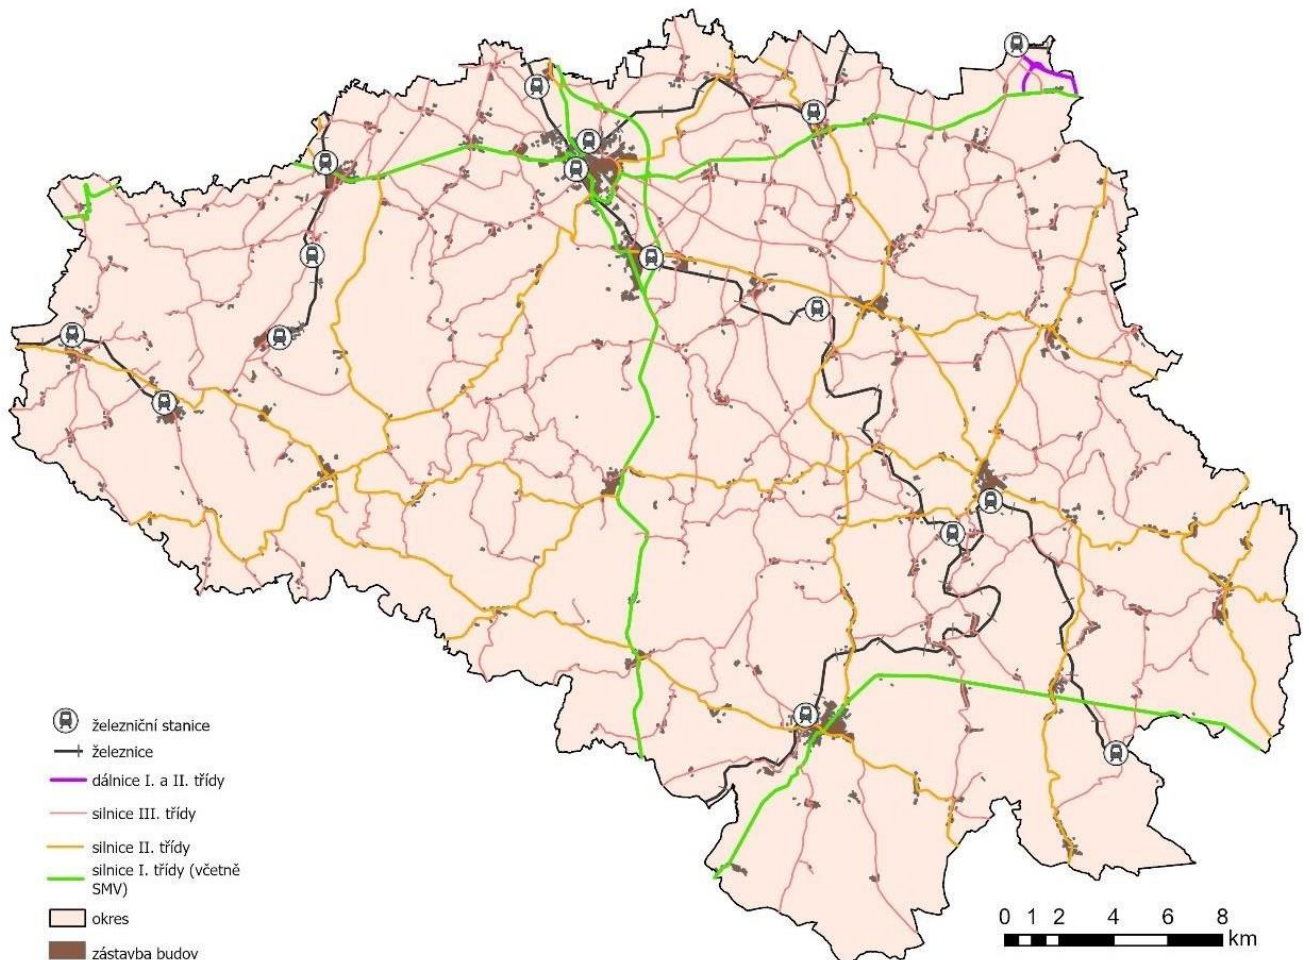 železniční stanice
železnice
dálnice I. a II. třídy
silnice III. třídy
silnice II. třídy
silnice I. třídy (včetně
SMV)
okres
zástavba budov
0 1 2 4 6 8
km